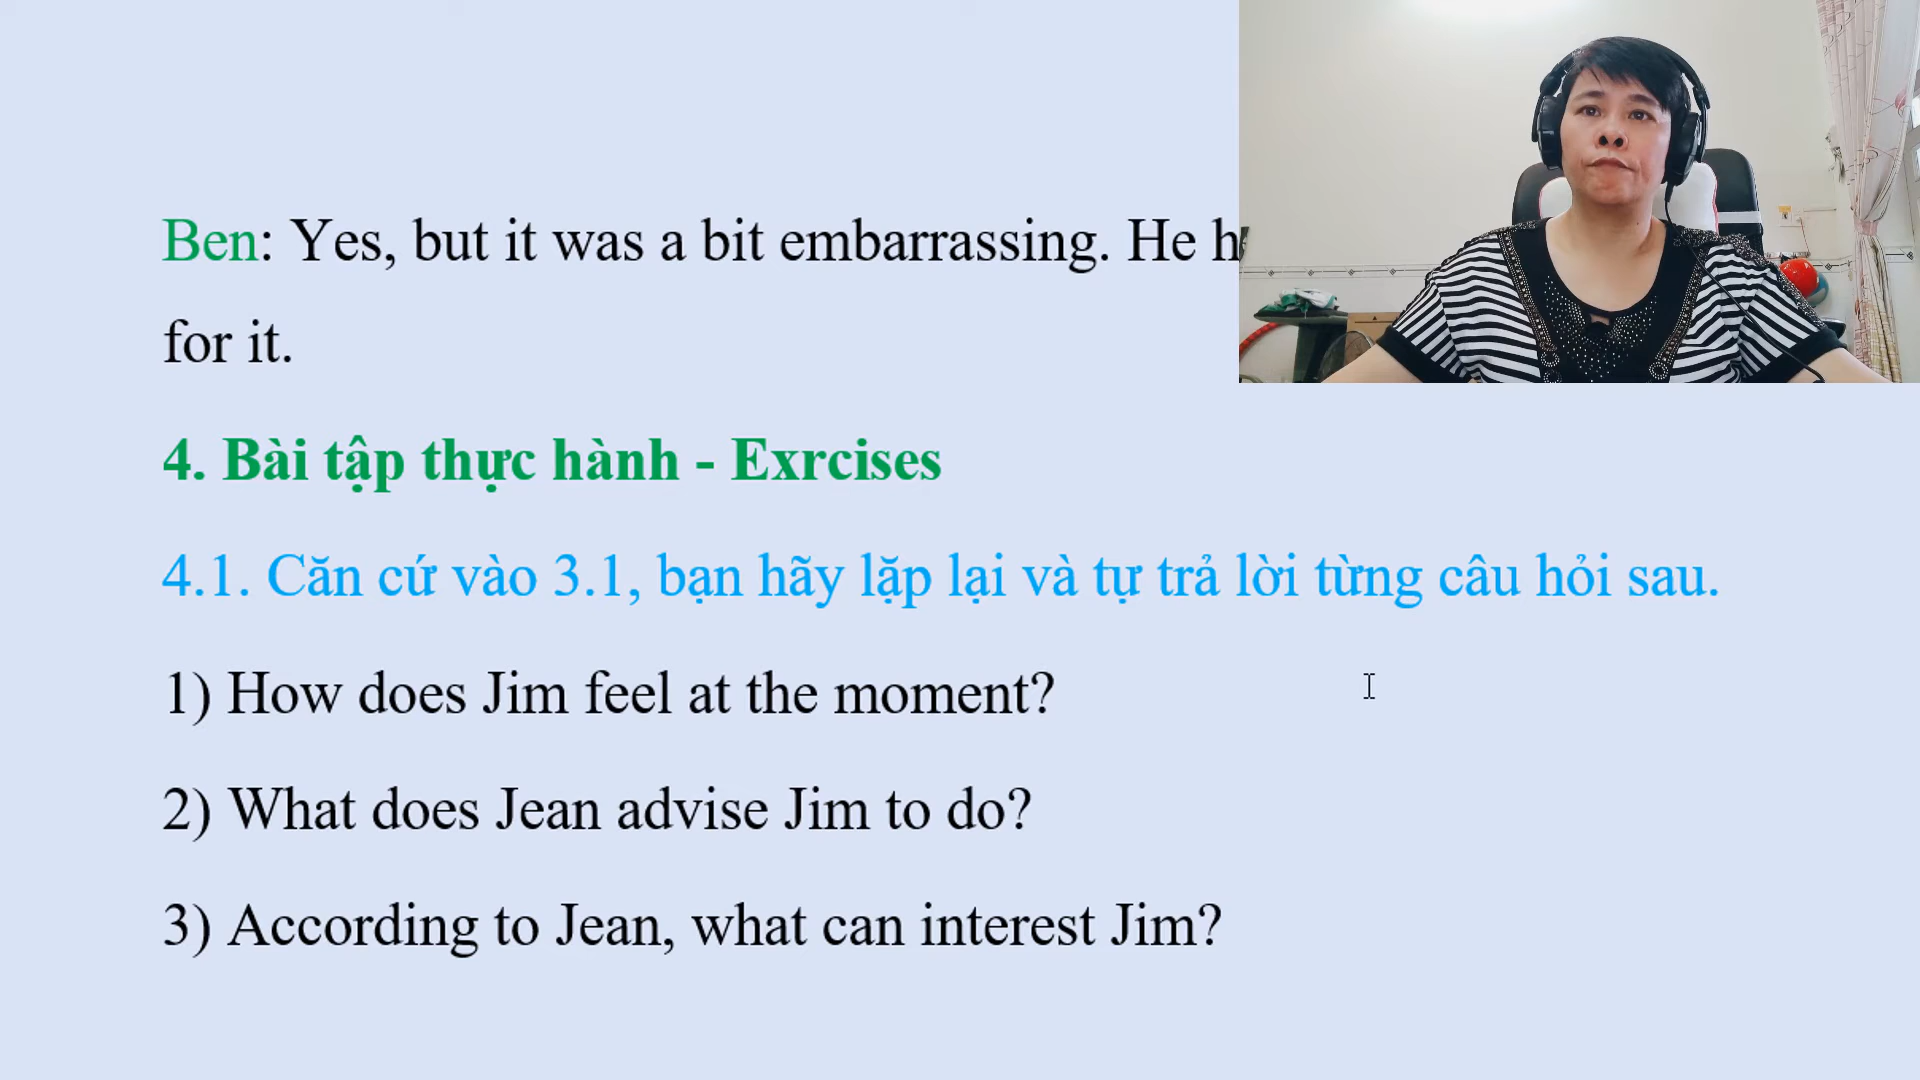 Ben: Yes, but it was a bit embarrassing. He
for it.
4. Bài tập thực hành - Exrcises
4.1. Căn cứ vào 3.1, bạn hãy lặp lại và tự trả lời từng câu hỏi sau.
1) How does Jim feel at the moment?
2) What does Jean advise Jim to do?
3) According to Jean, what can interest Jim?